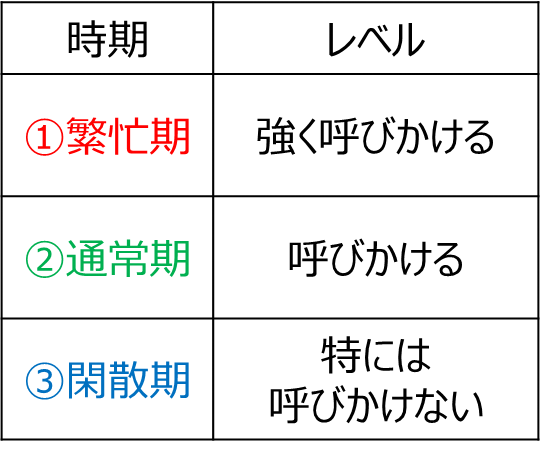 時期 レベル
①繁忙期 強く呼びかける
②通常期 呼びかける
③閑散期 特には
呼びかけない